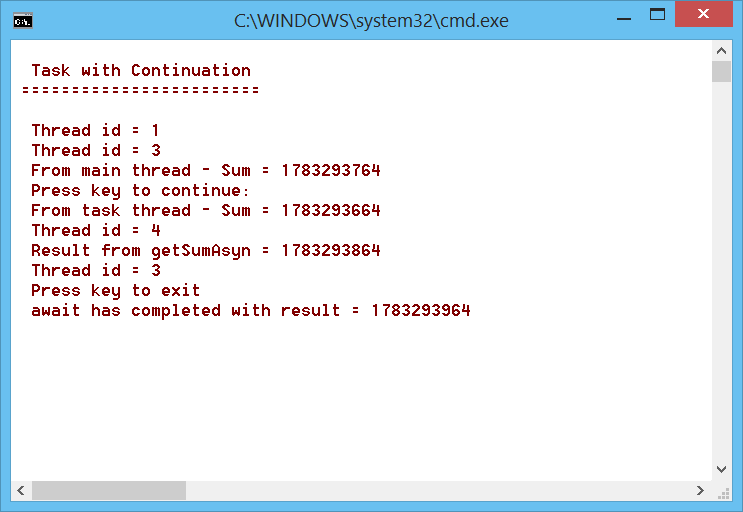 C:\WINDOWS\system32\cmd.exe
Task with Continuation
========================
Thread id = 1
Thread id = 3
From main thread - Sum = 1783293764
Press key to continue:
From task thread - Sum = 1783293664
Thread id = 4
Result from getSumAsyn = 1783293864
Thread id = 3
Press key to exit
await has completed with result = 1783293964